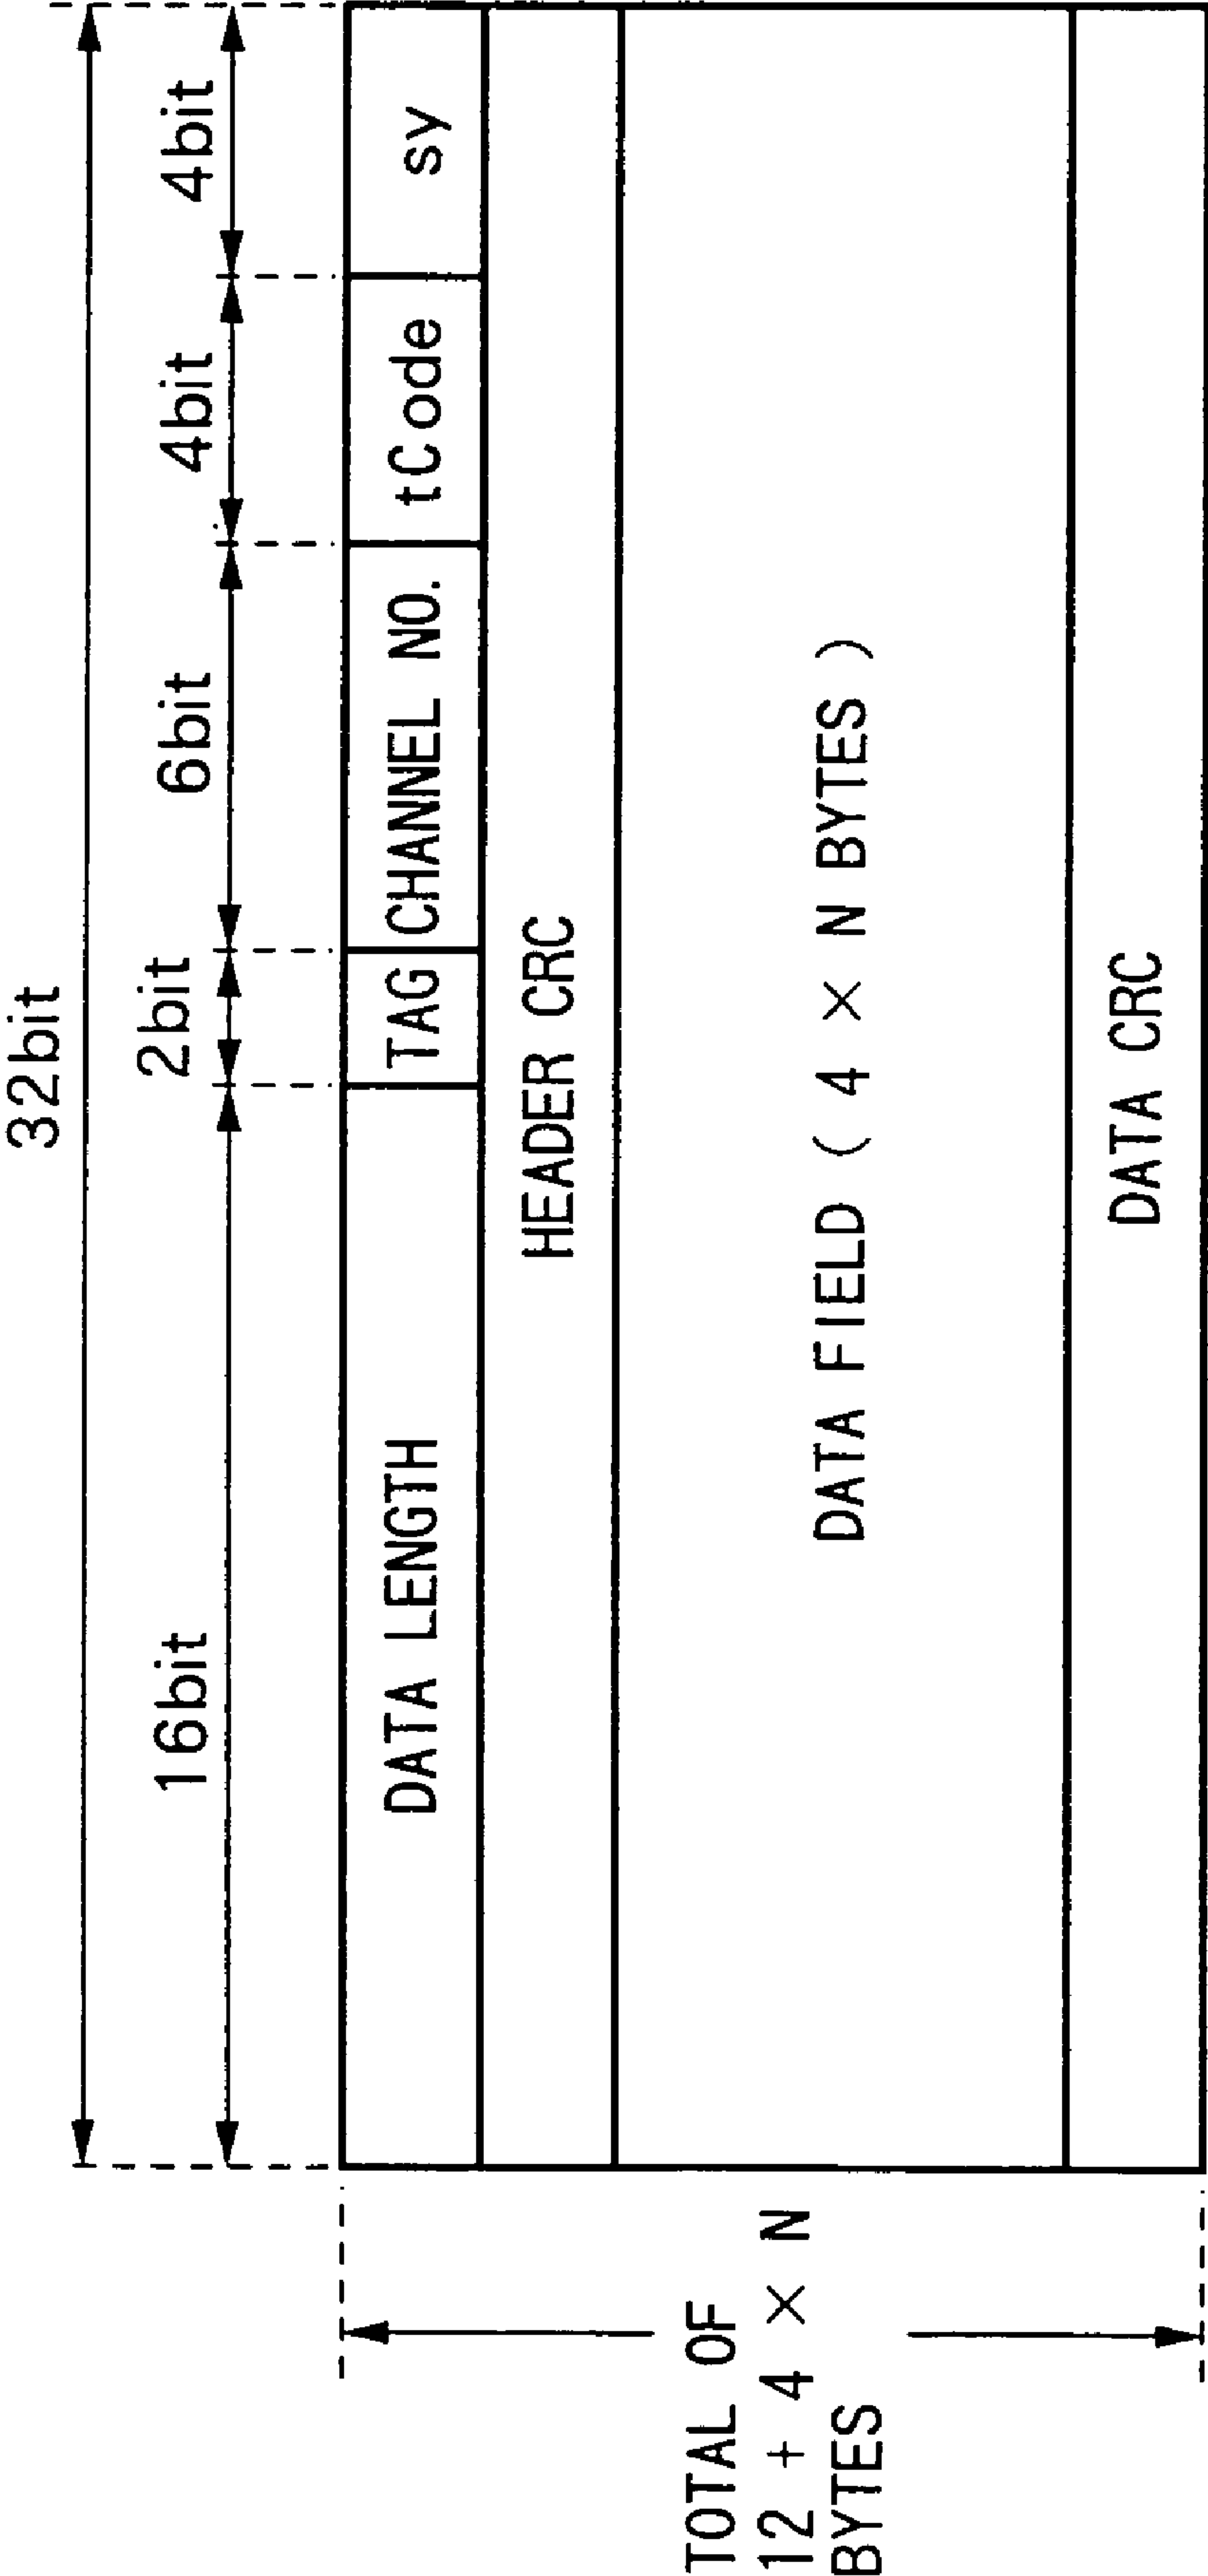 32bit
16bit
2bit
6bit
4bit
4bit
DATA LENGTH
TAG
CHANNEL NO.
tCode
sy
HEADER CRC
DATA FIELD ( 4 × N BYTES )
DATA CRC
TOTAL OF
12 + 4 × N
BYTES